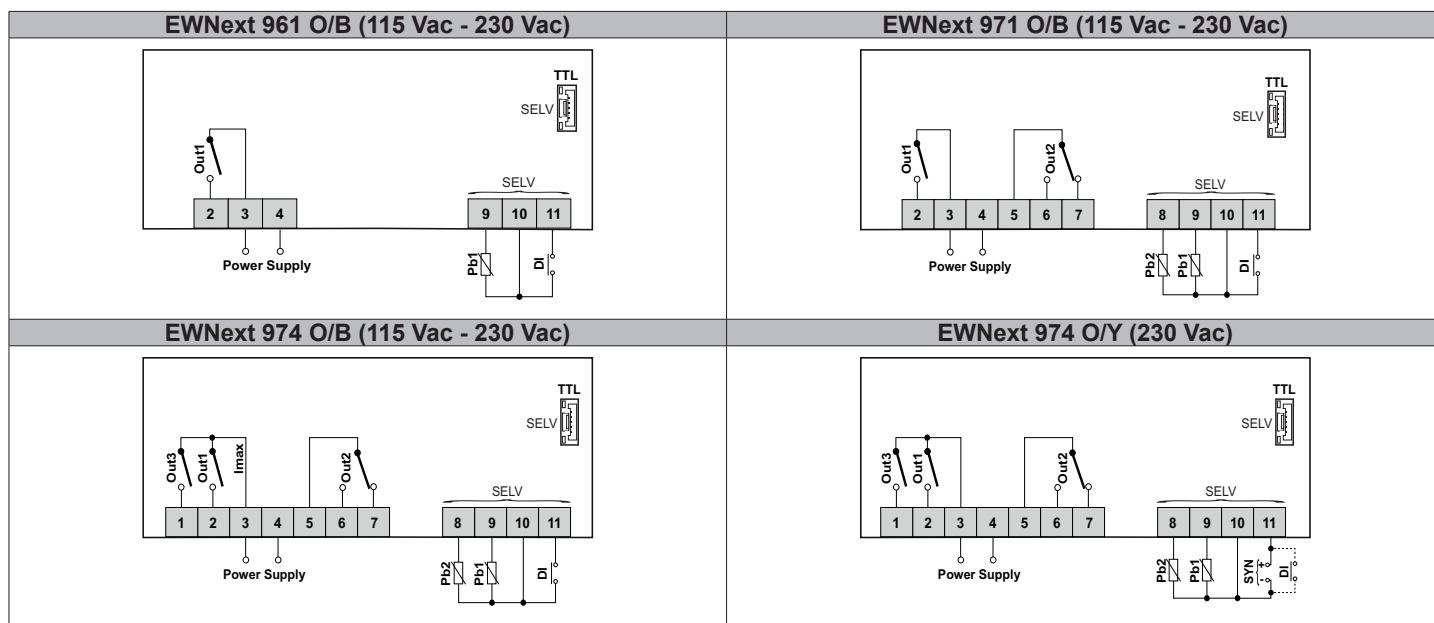 EWNext 961 O/B (115 Vac - 230 Vac)
TTL
SELV
Out1
SELV
2 3 4 9 10 11
Power Supply
Pb1
DI
EWNext 971 O/B (115 Vac - 230 Vac)
TTL
SELV
Out1
Out2
SELV
2 3 4 5 6 7 8 9 10 11
Power Supply
Pb2
Pb1
DI
EWNext 974 O/B (115 Vac - 230 Vac)
TTL
SELV
Out3
Out1
Imax
Out2
SELV
1 2 3 4 5 6 7 8 9 10 11
Power Supply
Pb2
Pb1
DI
EWNext 974 O/Y (230 Vac)
TTL
SELV
Out3
Out1
Out2
SELV
1 2 3 4 5 6 7 8 9 10 11
Power Supply
Pb2
Pb1
SYN
+
-
DI